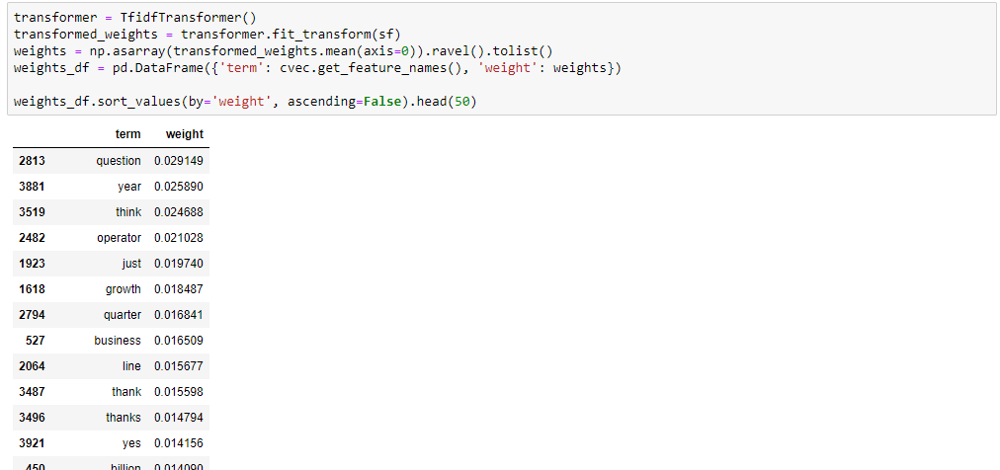 transformer = TfidfTransformer()
transformed_weights = transformer.fit_transform(sf)
weights = np.asarray(transformed_weights.mean(axis=0)).ravel().tolist()
weights_df = pd.DataFrame({'term': cvec.get_feature_names(), 'weight': weights})
weights_df.sort_values(by='weight', ascending=False).head(50)
term weight
2813 question 0.029149
3881 year 0.025890
3519 think 0.024688
2482 operator 0.021028
1923 just 0.019740
1618 growth 0.018487
2794 quarter 0.016841
527 business 0.016509
2064 line 0.015677
3487 thank 0.015598
3496 thanks 0.014794
3921 yes 0.014156
450 billion 0.014090